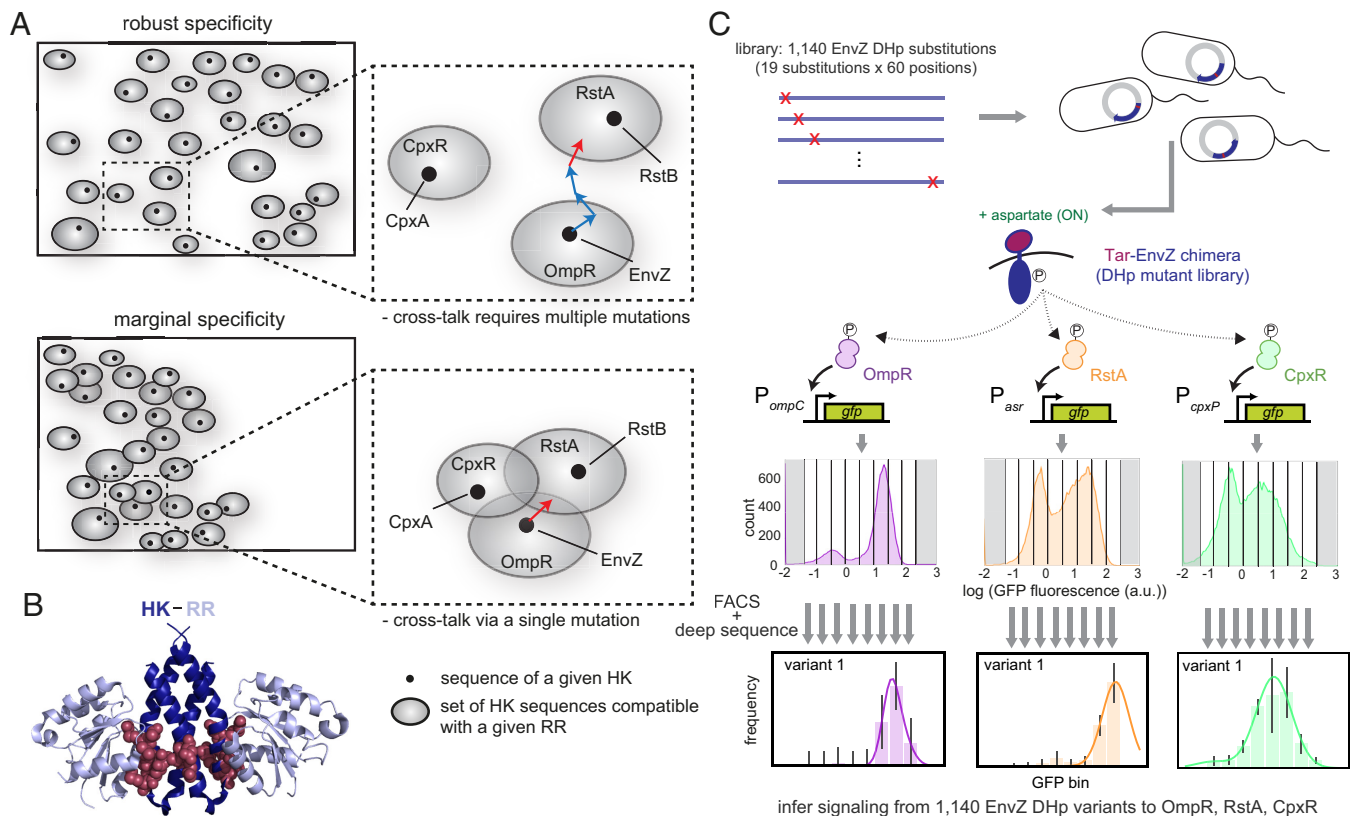 A
robust specificity
CpxR
CpxA
RstA
RstB
OmpR
EnvZ
- cross-talk requires multiple mutations
marginal specificity
CpxR
CpxA
RstA
RstB
OmpR
EnvZ
- cross-talk via a single mutation
sequence of a given HK
set of HK sequences compatible
with a given RR
B
HK–RR
C
library: 1,140 EnvZ DHp substitutions
(19 substitutions x 60 positions)
X
X
X
⋮
X
+ aspartate (ON)
Tar-EnvZ chimera
(DHp mutant library)
P
P
OmpR
P
RstA
P
CpxR
PompC
gfp
Pasr
gfp
PcpxP
gfp
count
600
400
200
0
-2 -1 0 1 2 3
-2 -1 0 1 2 3
-2 -1 0 1 2 3
log (GFP fluorescence (a.u.))
FACS
+
deep sequence
frequency
variant 1
variant 1
variant 1
GFP bin
infer signaling from 1,140 EnvZ DHp variants to OmpR, RstA, CpxR